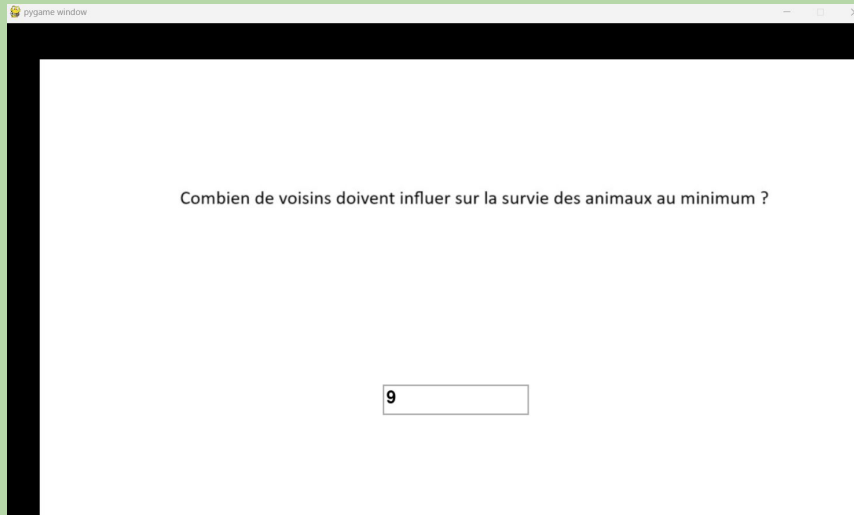 pygame window
Combien de voisins doivent influer sur la survie des animaux au minimum ?
9